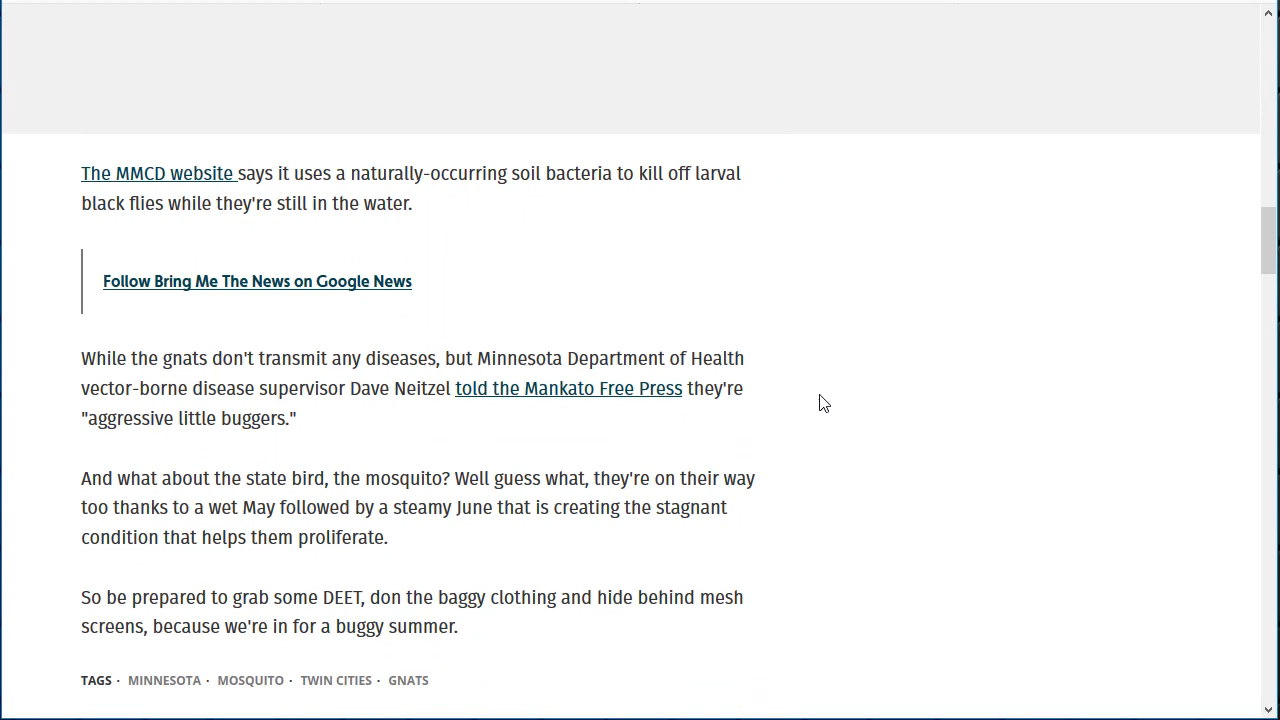 The MMCD website says it uses a naturally-occurring soil bacteria to kill off larval
black flies while they're still in the water.
Follow Bring Me The News on Google News
While the gnats don't transmit any diseases, but Minnesota Department of Health
vector-borne disease supervisor Dave Neitzel told the Mankato Free Press they're
"aggressive little buggers."
And what about the state bird, the mosquito? Well guess what, they're on their way
too thanks to a wet May followed by a steamy June that is creating the stagnant
condition that helps them proliferate.
So be prepared to grab some DEET, don the baggy clothing and hide behind mesh
screens, because we're in for a buggy summer.
TAGS · MINNESOTA · MOSQUITO · TWIN CITIES · GNATS